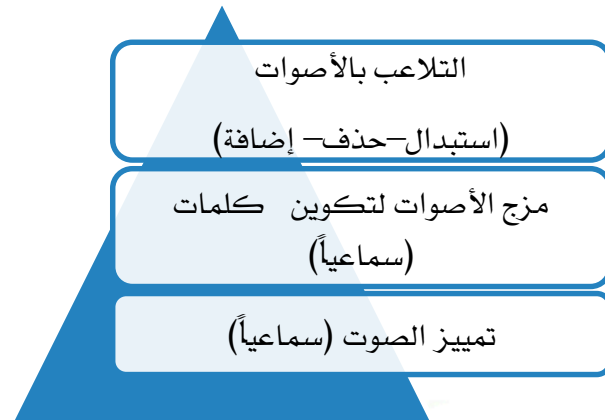 التلاعب بالأصوات
(استبدال–حذف– إضافة)
مزج الأصوات لتكوين كلمات
(سماعياً)
تمييز الصوت (سماعياً)